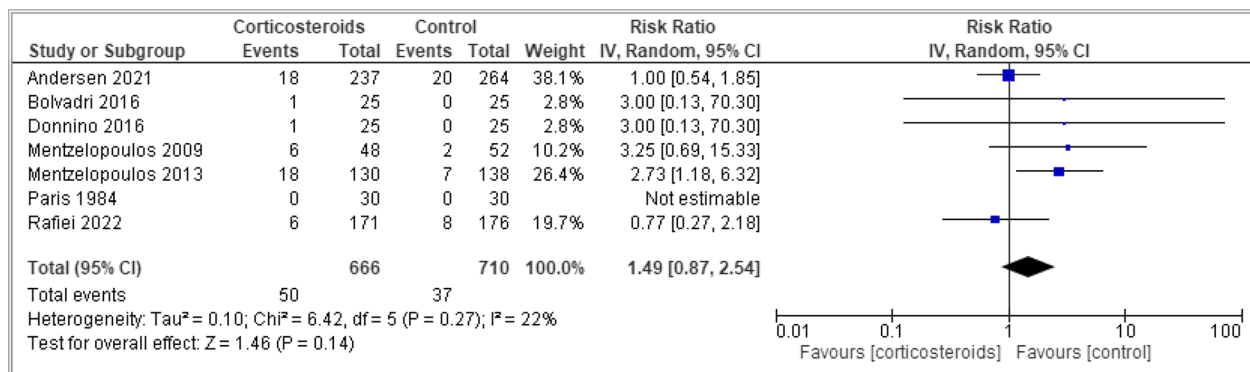 Corticosteroids Control Risk Ratio Risk Ratio
Study or Subgroup Events Total Events Total Weight IV, Random, 95% CI IV, Random, 95% CI
Andersen 2021 18 237 20 264 38.1% 1.00 [0.54, 1.85]
Bolvadri 2016 1 25 0 25 2.8% 3.00 [0.13, 70.30]
Donnino 2016 1 25 0 25 2.8% 3.00 [0.13, 70.30]
Mentzelopoulos 2009 6 48 2 52 10.2% 3.25 [0.69, 15.33]
Mentzelopoulos 2013 18 130 7 138 26.4% 2.73 [1.18, 6.32]
Paris 1984 0 30 0 30 Not estimable
Rafiei 2022 6 171 8 176 19.7% 0.77 [0.27, 2.18]
Total (95% CI) 666 710 100.0% 1.49 [0.87, 2.54]
Total events 50 37
Heterogeneity: Tau² = 0.10; Chi² = 6.42, df = 5 (P = 0.27); I² = 22%
Test for overall effect: Z = 1.46 (P = 0.14)
0.01 0.1 1 10 100
Favours [corticosteroids] Favours [control]